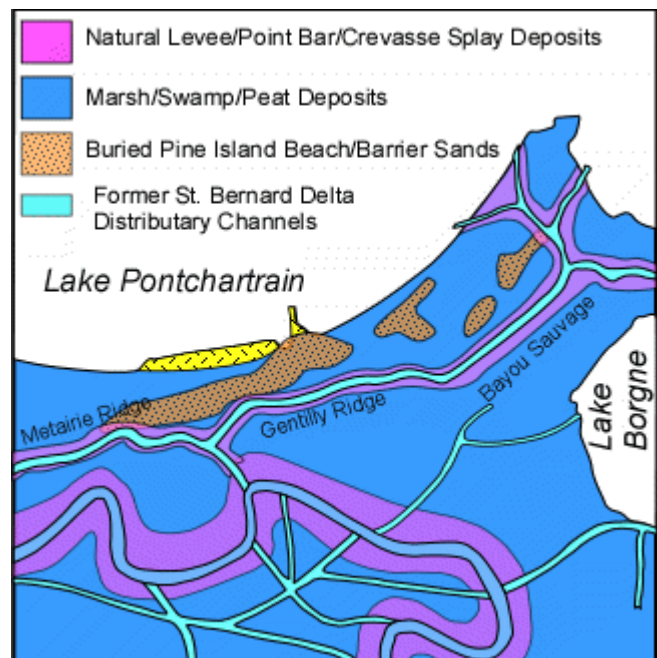 Natural Levee/Point Bar/Crevasse Splay Deposits
Marsh/Swamp/Peat Deposits
Buried Pine Island Beach/Barrier Sands
Former St. Bernard Delta
Distributary Channels
Lake Pontchartrain
Metairie Ridge
Gentilly Ridge
Bayou Sauvage
Lake
Borgne